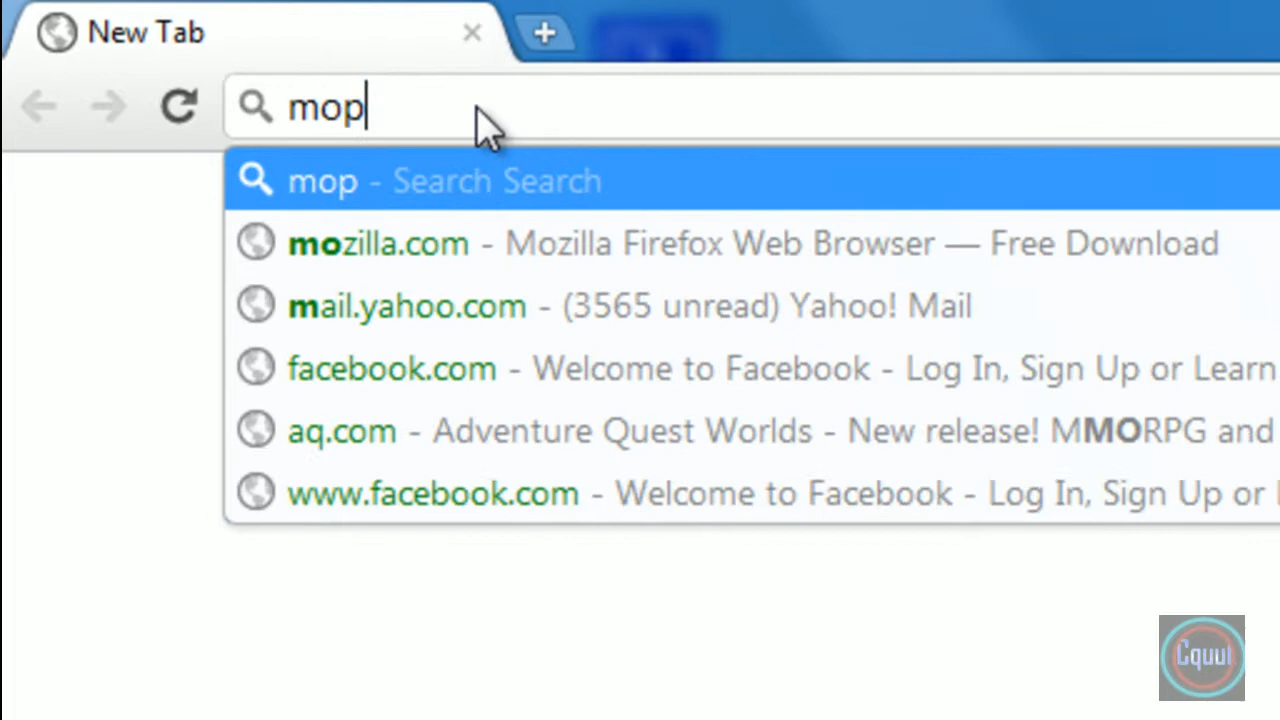 New Tab
mop
mop - Search Search
mozilla.com - Mozilla Firefox Web Browser — Free Download
mail.yahoo.com - (3565 unread) Yahoo! Mail
facebook.com - Welcome to Facebook - Log In, Sign Up or Learn
aq.com - Adventure Quest Worlds - New release! MMORPG and
www.facebook.com - Welcome to Facebook - Log In, Sign Up or